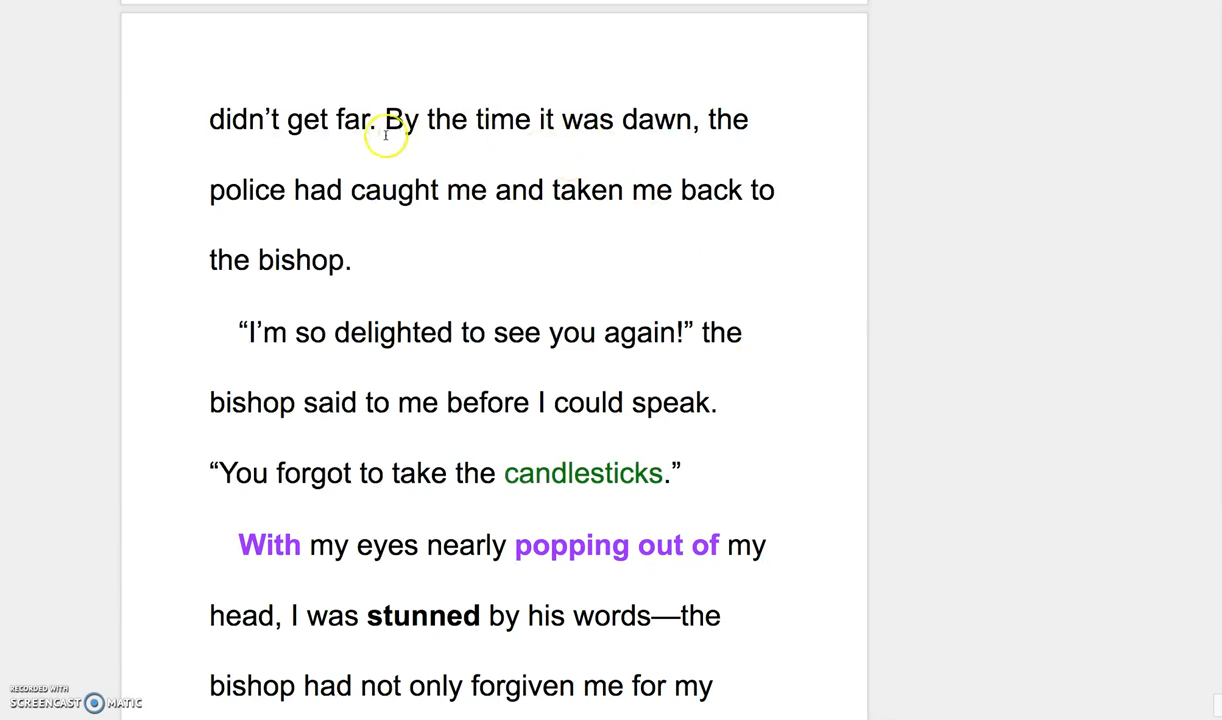 didn’t get far. By the time it was dawn, the
police had caught me and taken me back to
the bishop.
“I’m so delighted to see you again!” the
bishop said to me before I could speak.
“You forgot to take the candlesticks.”
With my eyes nearly popping out of my
head, I was stunned by his words—the
bishop had not only forgiven me for my
RECORDED WITH
SCREENCAST MATIC